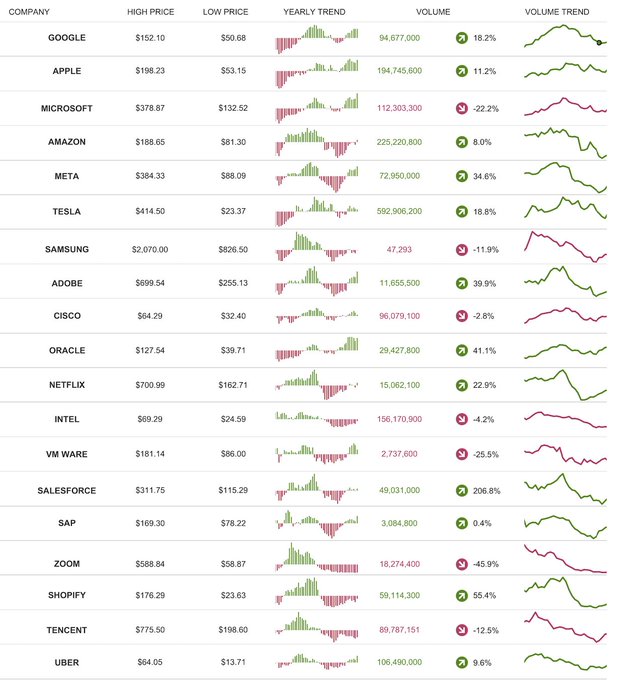 COMPANY HIGH PRICE LOW PRICE YEARLY TREND VOLUME VOLUME TREND
GOOGLE $152.10 $50.68 94,677,000 18.2%
APPLE $198.23 $53.15 194,745,600 11.2%
MICROSOFT $378.87 $132.52 112,303,300 -22.2%
AMAZON $188.65 $81.30 225,220,800 8.0%
META $384.33 $88.09 72,950,000 34.6%
TESLA $414.50 $23.37 592,906,200 18.8%
SAMSUNG $2,070.00 $826.50 47,293 -11.9%
ADOBE $699.54 $255.13 11,655,500 39.9%
CISCO $64.29 $32.40 96,079,100 -2.8%
ORACLE $127.54 $39.71 29,427,800 41.1%
NETFLIX $700.99 $162.71 15,062,100 22.9%
INTEL $69.29 $24.59 156,170,900 -4.2%
VM WARE $181.14 $86.00 2,737,600 -25.5%
SALESFORCE $311.75 $115.29 49,031,000 206.8%
SAP $169.30 $78.22 3,084,800 0.4%
ZOOM $588.84 $58.87 18,274,400 -45.9%
SHOPIFY $176.29 $23.63 59,114,300 55.4%
TENCENT $775.50 $198.60 89,787,151 -12.5%
UBER $64.05 $13.71 106,490,000 9.6%